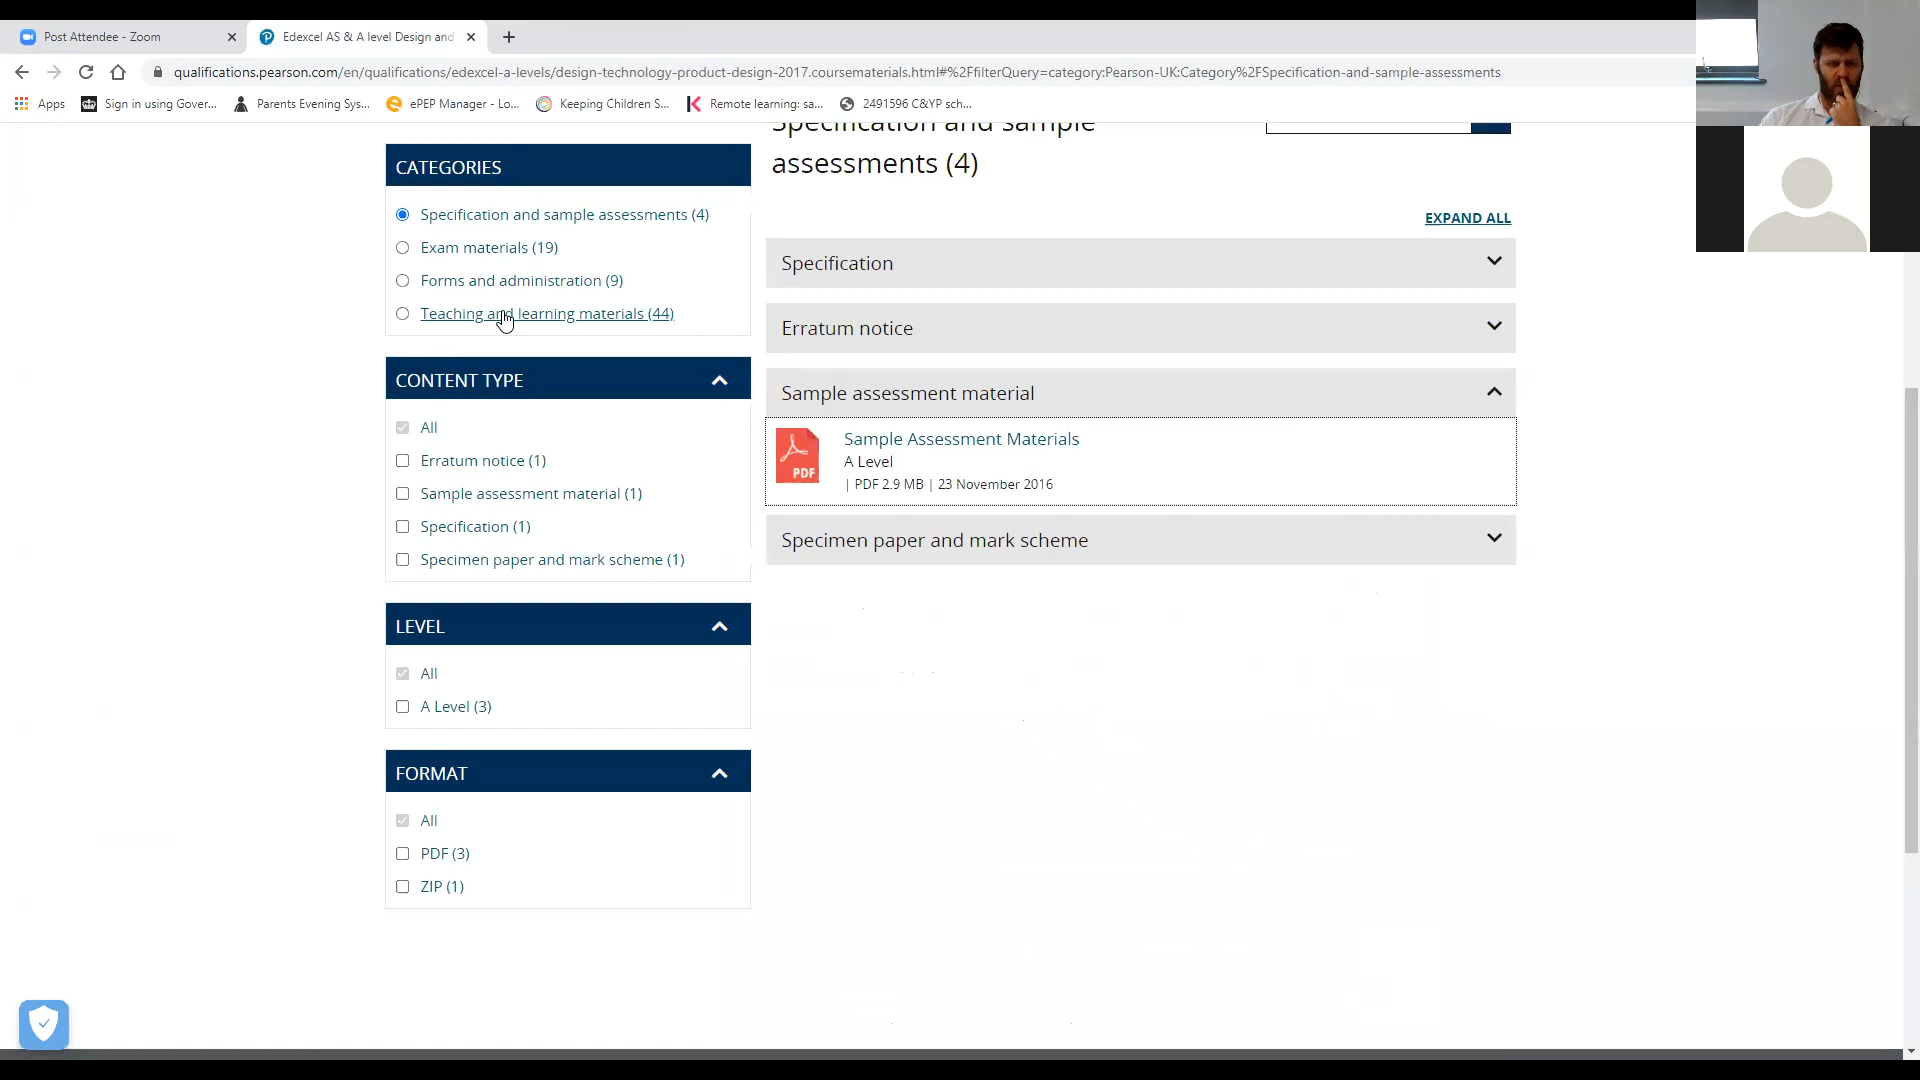 Post Attendee - Zoom
Edexcel AS & A level Design and
qualifications.pearson.com/en/qualifications/edexcel-a-levels/design-technology-product-design-2017.coursematerials.html#%2FfilterQuery=category:Pearson-UK:Category%2FSpecification-and-sample-assessments
Apps
Sign in using Gover...
Parents Evening Sys...
ePEP Manager - Lo...
Keeping Children S...
Remote learning: sa...
2491596 C&YP sch...
Specification and sample
assessments (4)
CATEGORIES
Specification and sample assessments (4)
Exam materials (19)
Forms and administration (9)
Teaching and learning materials (44)
CONTENT TYPE
All
Erratum notice (1)
Sample assessment material (1)
Specification (1)
Specimen paper and mark scheme (1)
LEVEL
All
A Level (3)
FORMAT
All
PDF (3)
ZIP (1)
EXPAND ALL
Specification
Erratum notice
Sample assessment material
PDF
Sample Assessment Materials
A Level
| PDF 2.9 MB | 23 November 2016
Specimen paper and mark scheme